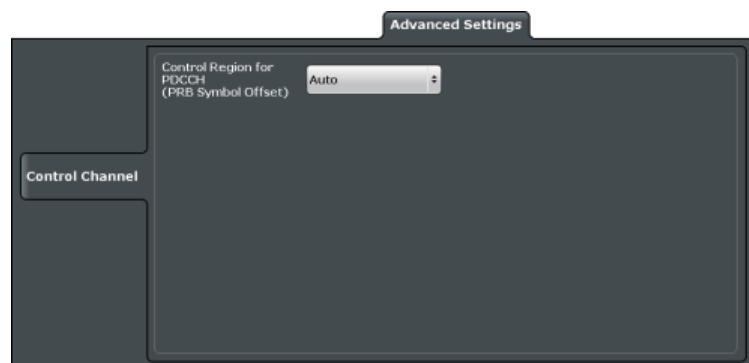 Advanced Settings
Control Region for
PDCCH
(PRB Symbol Offset)
Auto
Control Channel